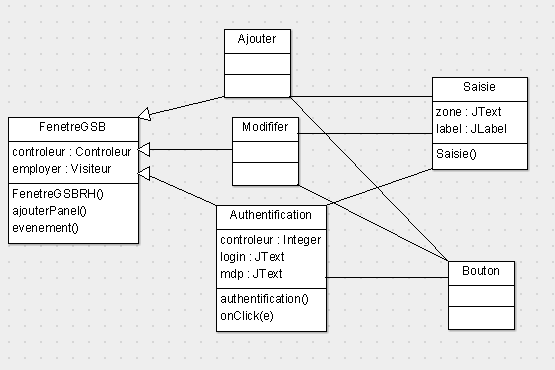 Ajouter
FenetreGSB
controleur : Controleur
employer : Visiteur
FenetreGSBRH()
ajouterPanel()
evenement()
Modififer
Saisie
zone : JText
label : JLabel
Saisie()
Authentification
controleur : Integer
login : JText
mdp : JText
authentification()
onClick(e)
Bouton